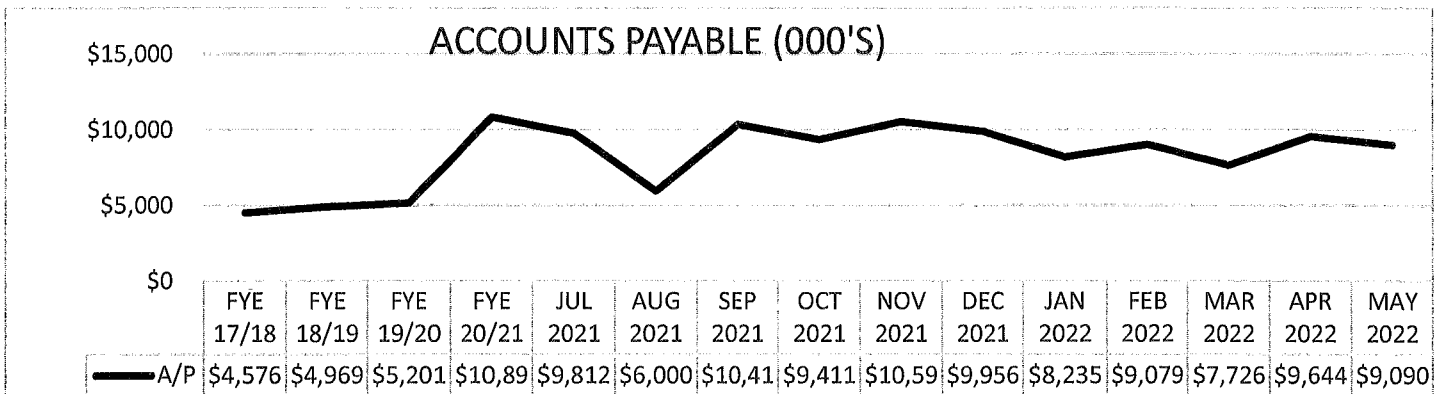 ACCOUNTS PAYABLE (000'S)
$15,000
$10,000
$5,000
$0
FYE FYE FYE FYE JUL AUG SEP OCT NOV DEC JAN FEB MAR APR MAY
17/18 18/19 19/20 20/21 2021 2021 2021 2021 2021 2021 2022 2022 2022 2022 2022
A/P $4,576 $4,969 $5,201 $10,89 $9,812 $6,000 $10,41 $9,411 $10,59 $9,956 $8,235 $9,079 $7,726 $9,644 $9,090